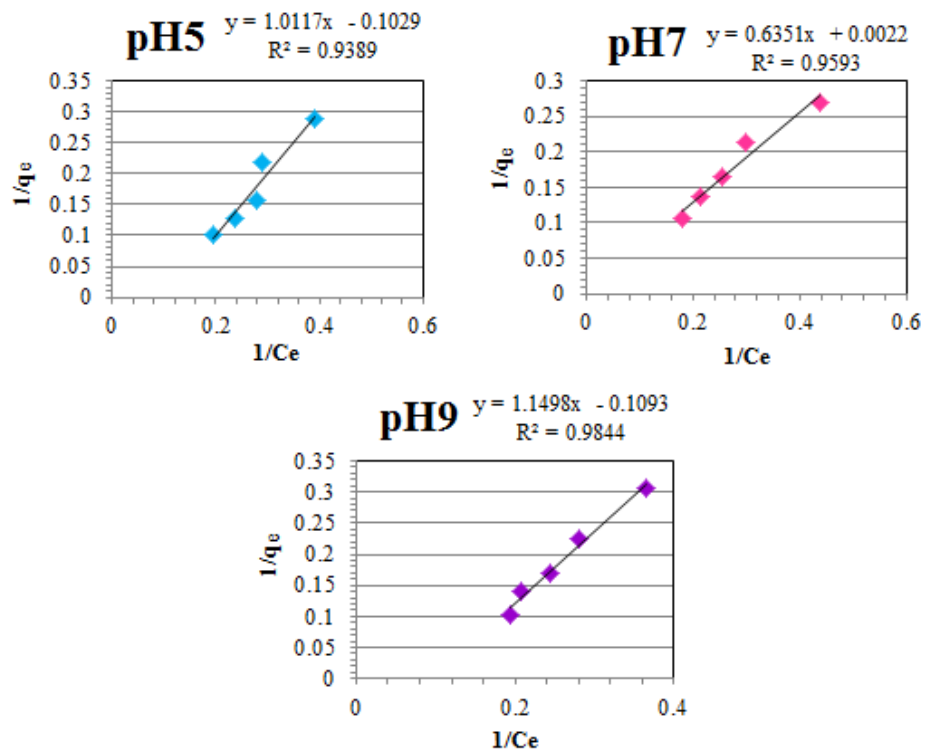 pH5 y = 1.0117x - 0.1029
R² = 0.9389
0.35
0.3
0.25
0.2
0.15
0.1
0.05
0
1/qe
0 0.2 0.4 0.6
1/Ce
pH7 y = 0.6351x + 0.0022
R² = 0.9593
0.3
0.25
0.2
0.15
0.1
0.05
0
1/qe
0 0.2 0.4 0.6
1/Ce
pH9 y = 1.1498x - 0.1093
R² = 0.9844
0.35
0.3
0.25
0.2
0.15
0.1
0.05
0
1/qe
0 0.2 0.4
1/Ce